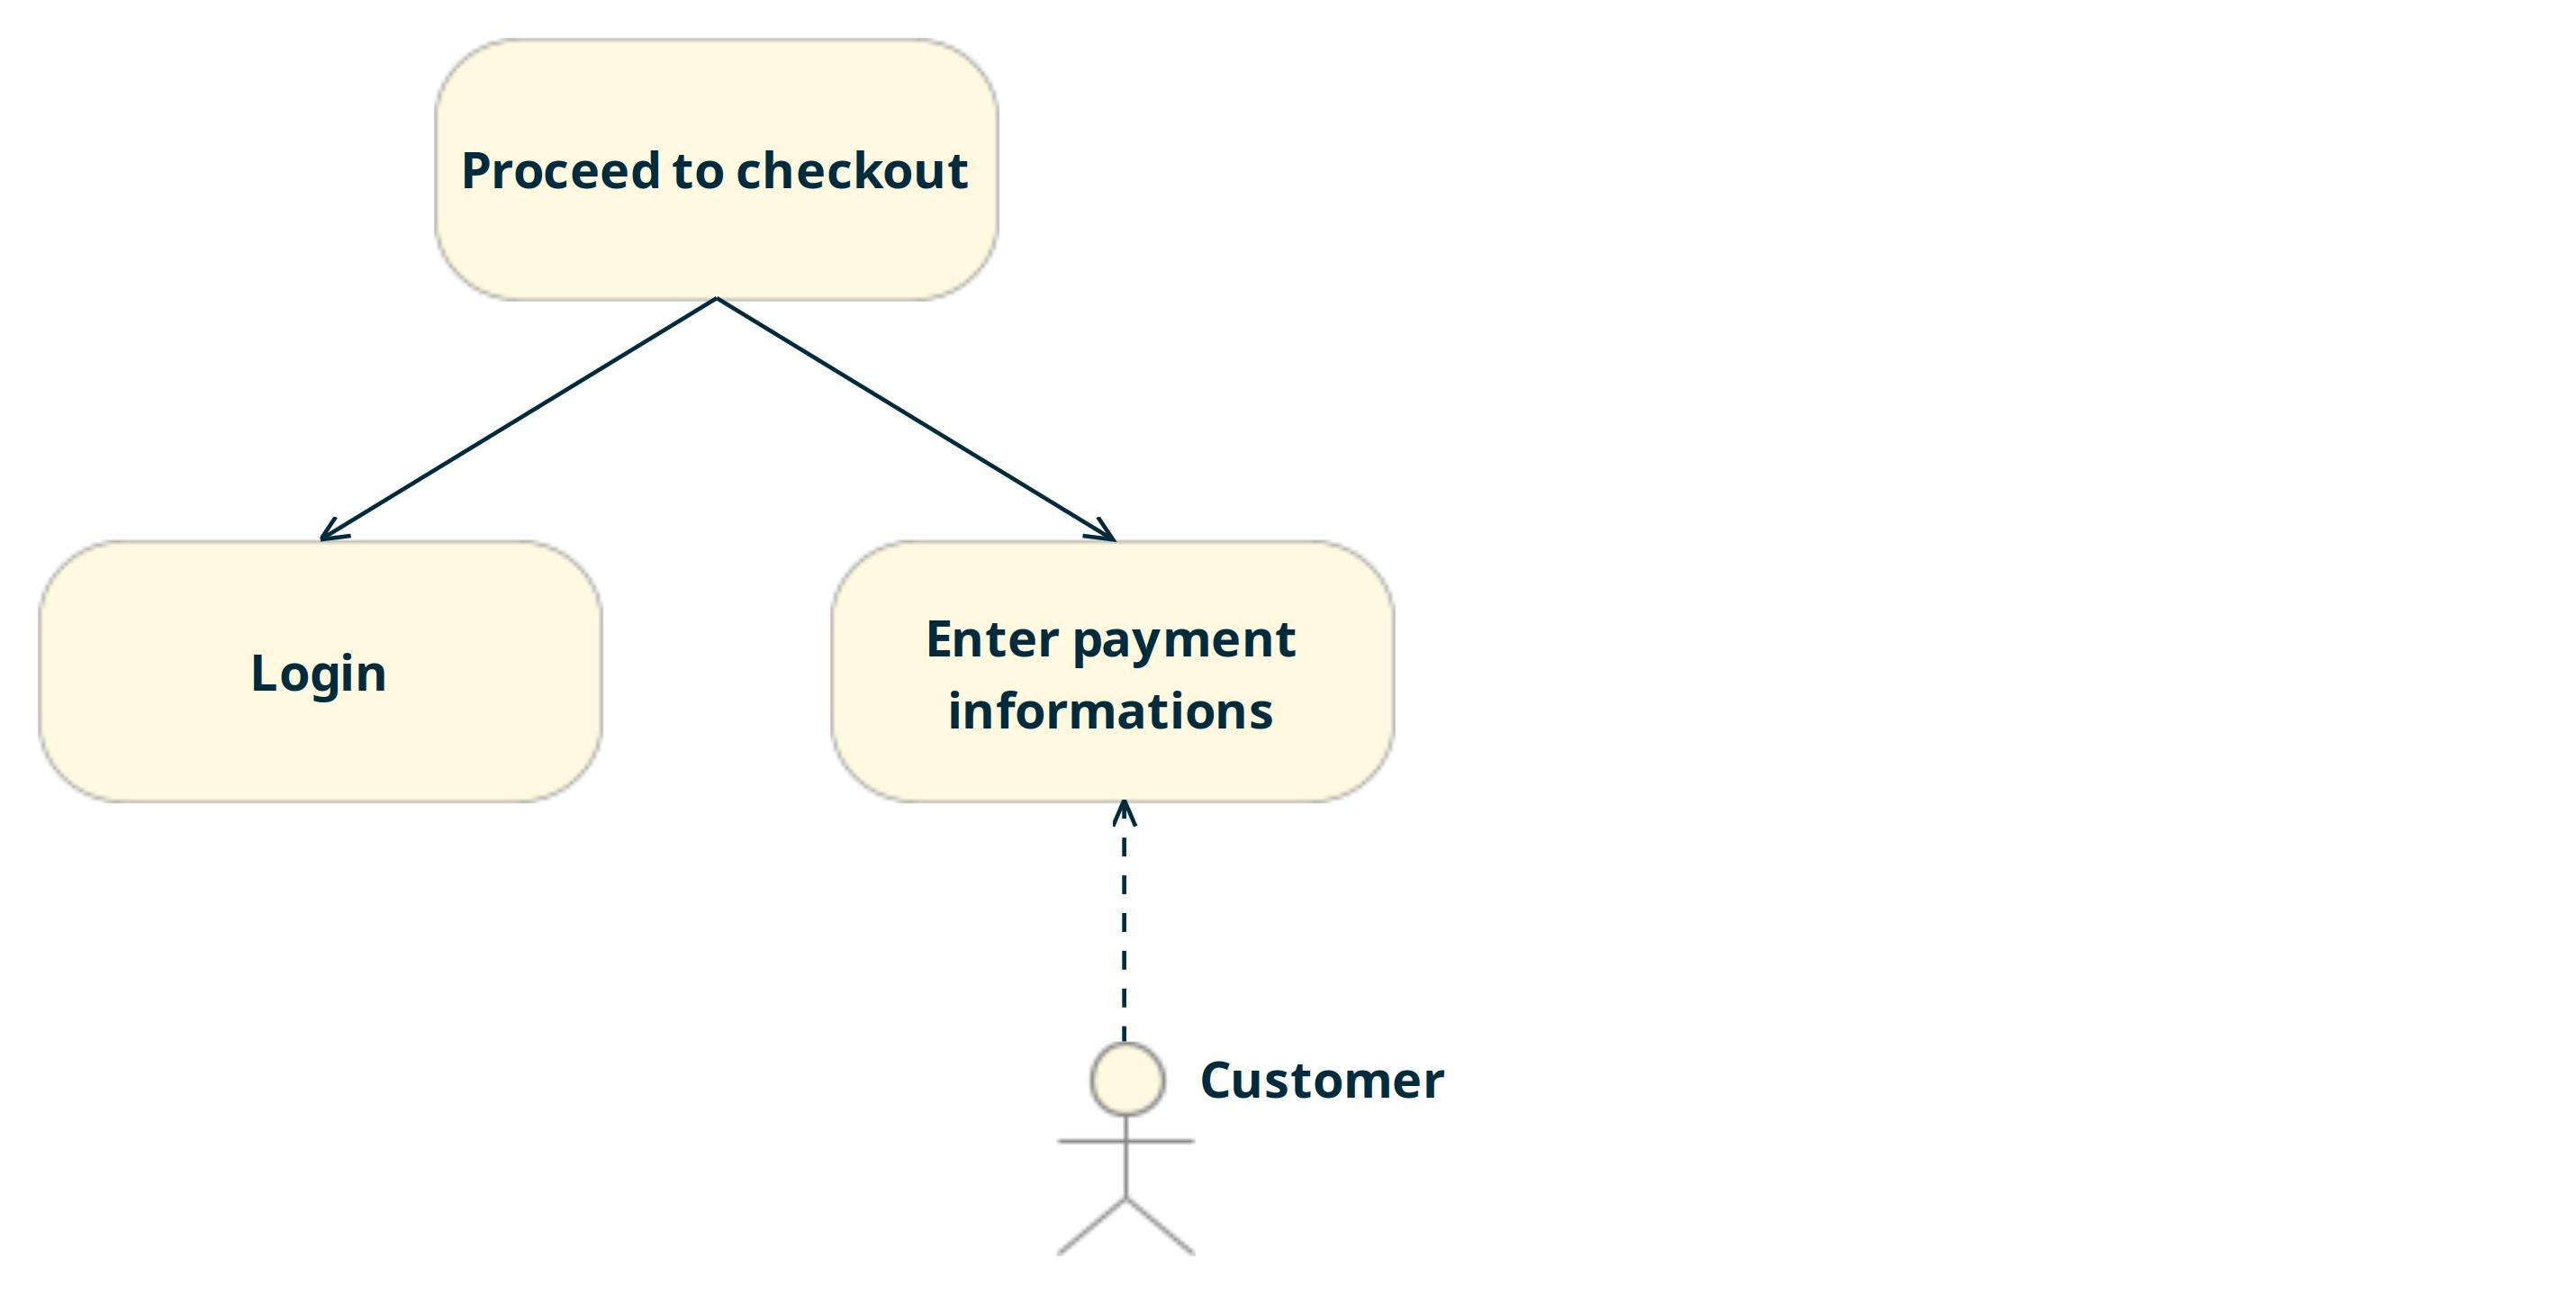 Proceed to checkout
Login
Enter payment
informations
Customer